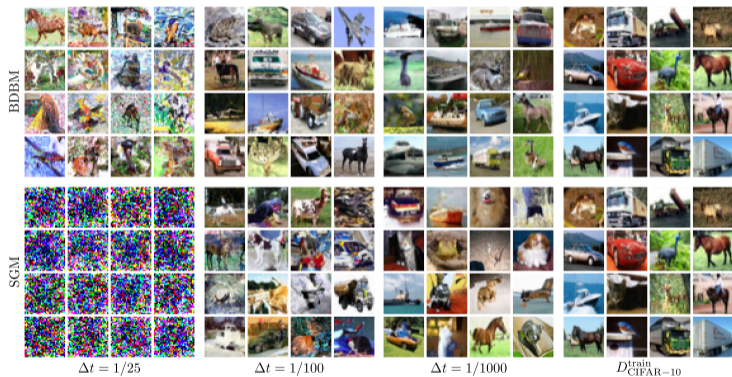 BDBM
SGM
Δt = 1/25
Δt = 1/100
Δt = 1/1000
D^train_CIFAR−10